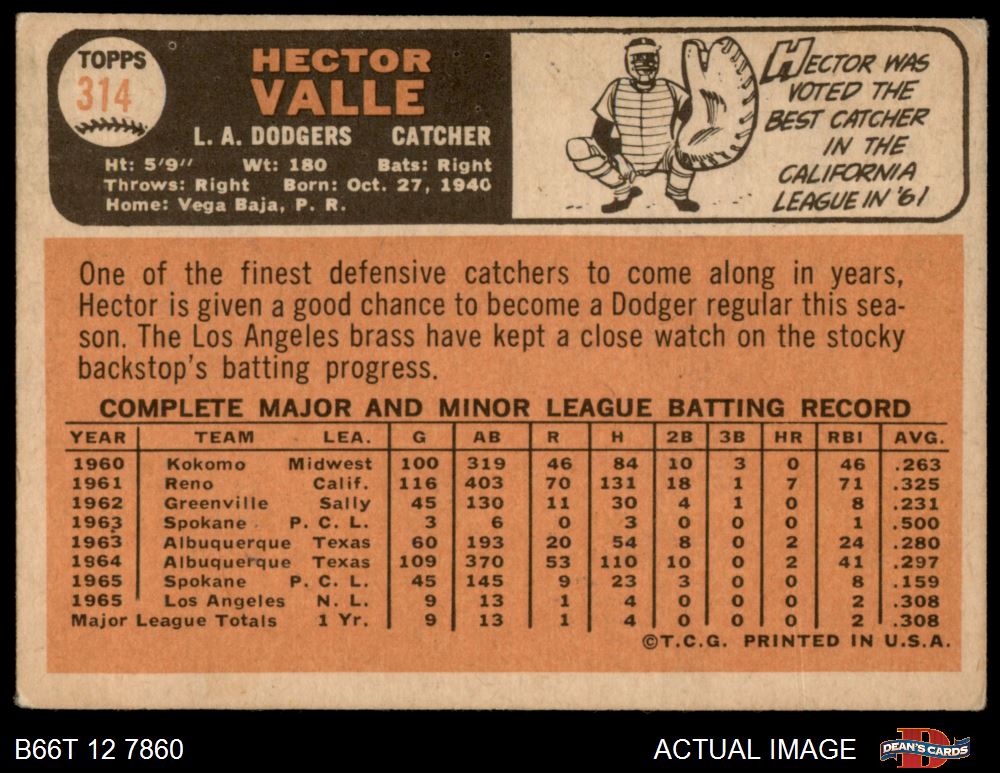 TOPPS
314
HECTOR
VALLE
L. A. DODGERS CATCHER
Ht: 5'9" Wt: 180 Bats: Right
Throws: Right Born: Oct. 27, 1940
Home: Vega Baja, P. R.
HECTOR WAS
VOTED THE
BEST CATCHER
IN THE
CALIFORNIA
LEAGUE IN '61
One of the finest defensive catchers to come along in years,
Hector is given a good chance to become a Dodger regular this sea-
son. The Los Angeles brass have kept a close watch on the stocky
backstop's batting progress.
COMPLETE MAJOR AND MINOR LEAGUE BATTING RECORD
YEAR TEAM LEA. G AB R H 2B 3B HR RBI AVG.
1960 Kokomo Midwest 100 319 46 84 10 3 0 46 .263
1961 Reno Calif. 116 403 70 131 18 1 7 71 .325
1962 Greenville Sally 45 130 11 30 4 1 0 8 .231
1963 Spokane P. C. L. 3 6 0 3 0 0 0 1 .500
1963 Albuquerque Texas 60 193 20 54 8 0 2 24 .280
1964 Albuquerque Texas 109 370 53 110 10 0 2 41 .297
1965 Spokane P. C. L. 45 145 9 23 3 0 0 8 .159
1965 Los Angeles N. L. 9 13 1 4 0 0 0 2 .308
Major League Totals 1 Yr. 9 13 1 4 0 0 0 2 .308
©T.C.G. PRINTED IN U.S.A.
B66T 12 7860 ACTUAL IMAGE DEAN'S CARDS